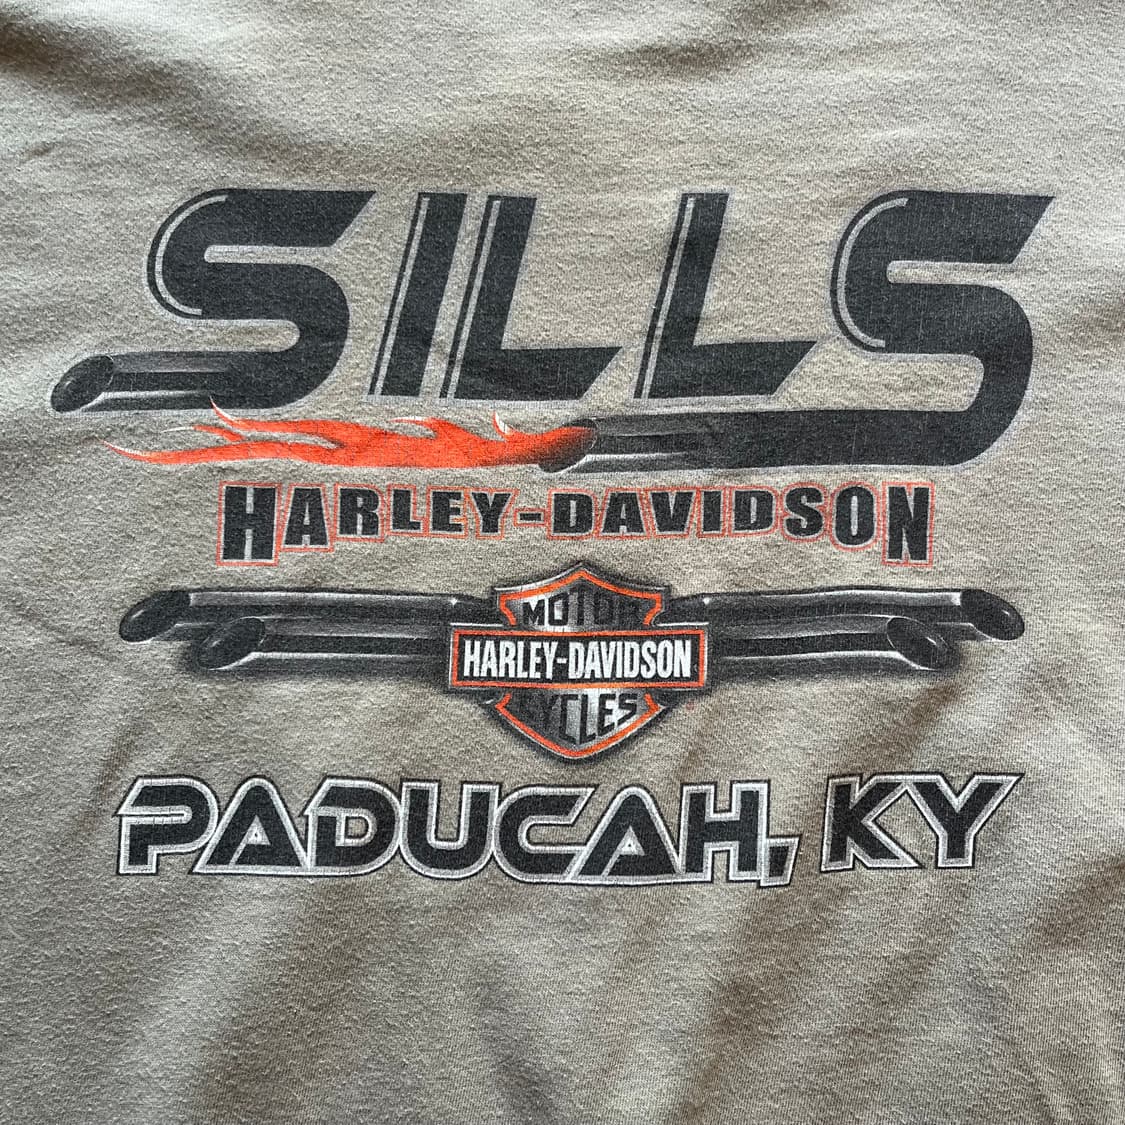 SILLS
HARLEY-DAVIDSON
MOTOR
HARLEY-DAVIDSON
CYCLES
PADUCAH, KY